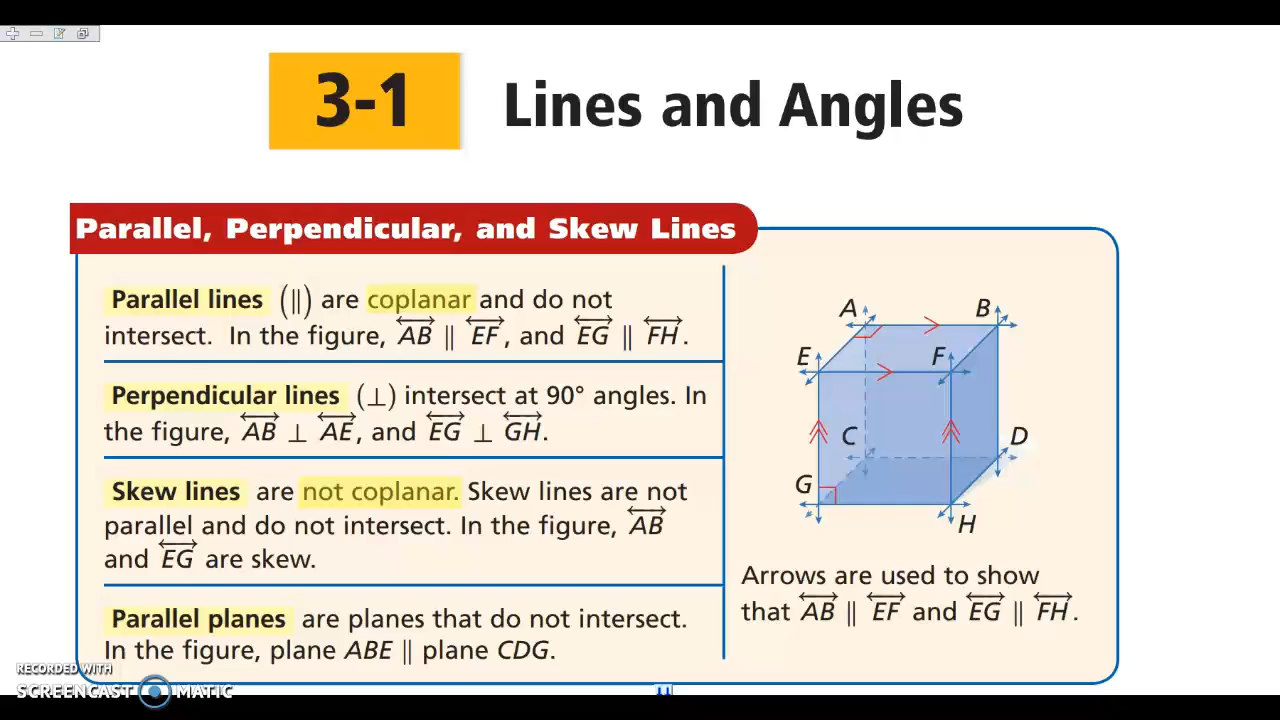 3-1 Lines and Angles
Parallel, Perpendicular, and Skew Lines
Parallel lines (∥) are coplanar and do not
intersect. In the figure, AB ∥ EF, and EG ∥ FH.
Perpendicular lines (⊥) intersect at 90° angles. In
the figure, AB ⊥ AE, and EG ⊥ GH.
Skew lines are not coplanar. Skew lines are not
parallel and do not intersect. In the figure, AB
and EG are skew.
Parallel planes are planes that do not intersect.
In the figure, plane ABE ∥ plane CDG.
A B
E F
C D
G
H
Arrows are used to show
that AB ∥ EF and EG ∥ FH.
RECORDED WITH
SCREENCAST MATIC